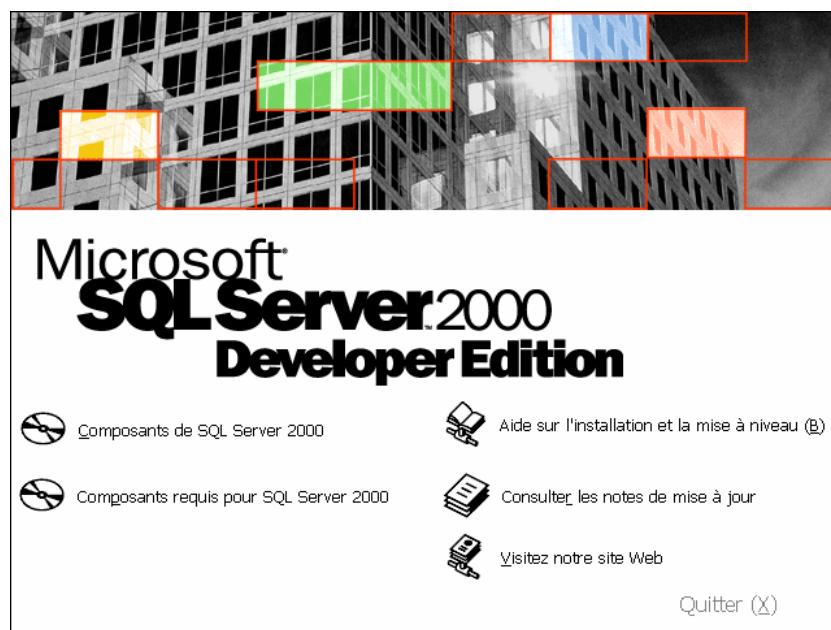 Microsoft®
SQL Server™ 2000
Developer Edition
Composants de SQL Server 2000
Composants requis pour SQL Server 2000
Aide sur l'installation et la mise à niveau (B)
Consulter les notes de mise à jour
Visitez notre site Web
Quitter (X)